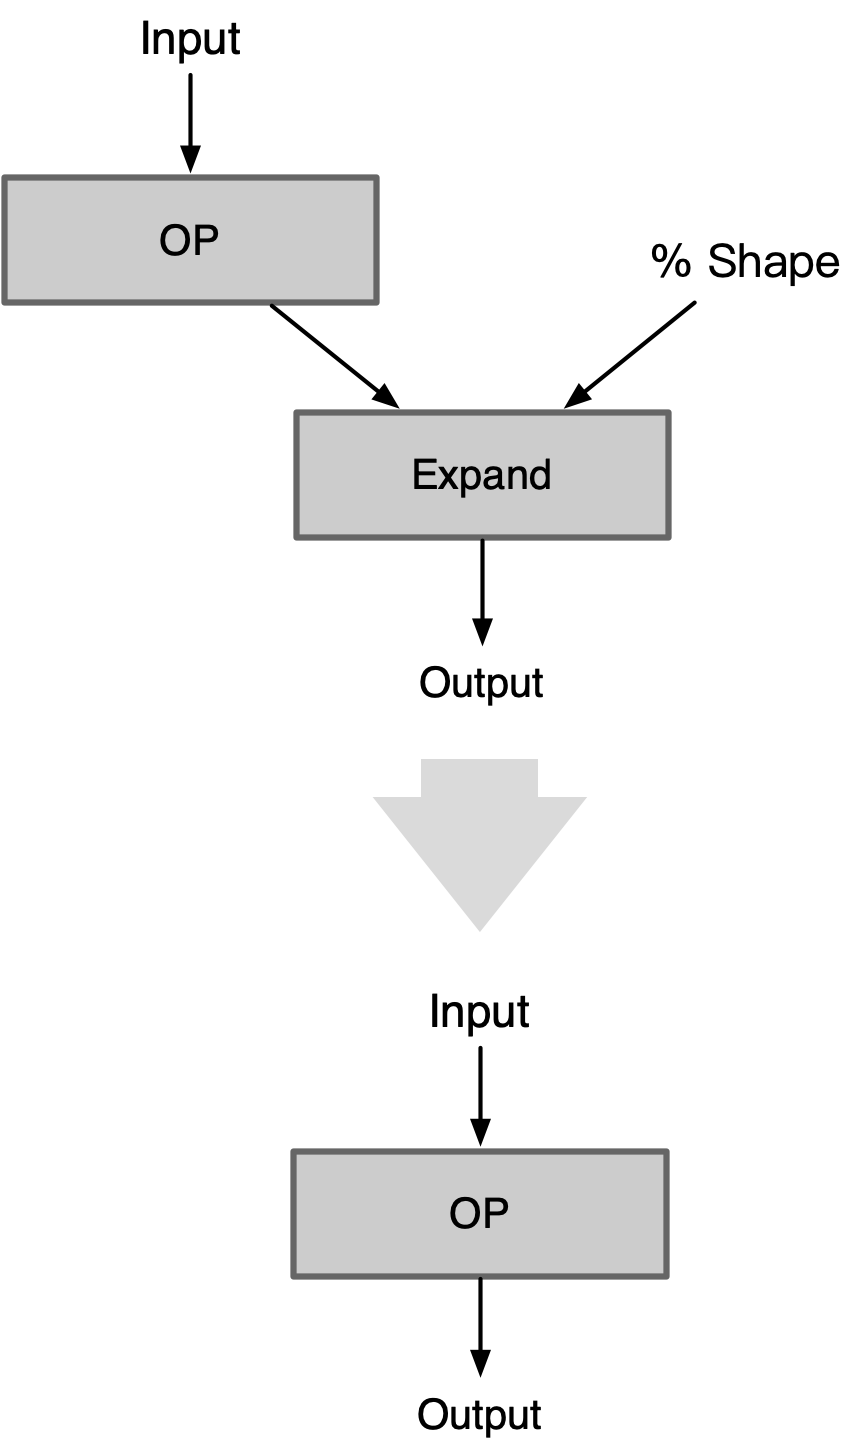 Input
OP
% Shape
Expand
Output
Input
OP
Output